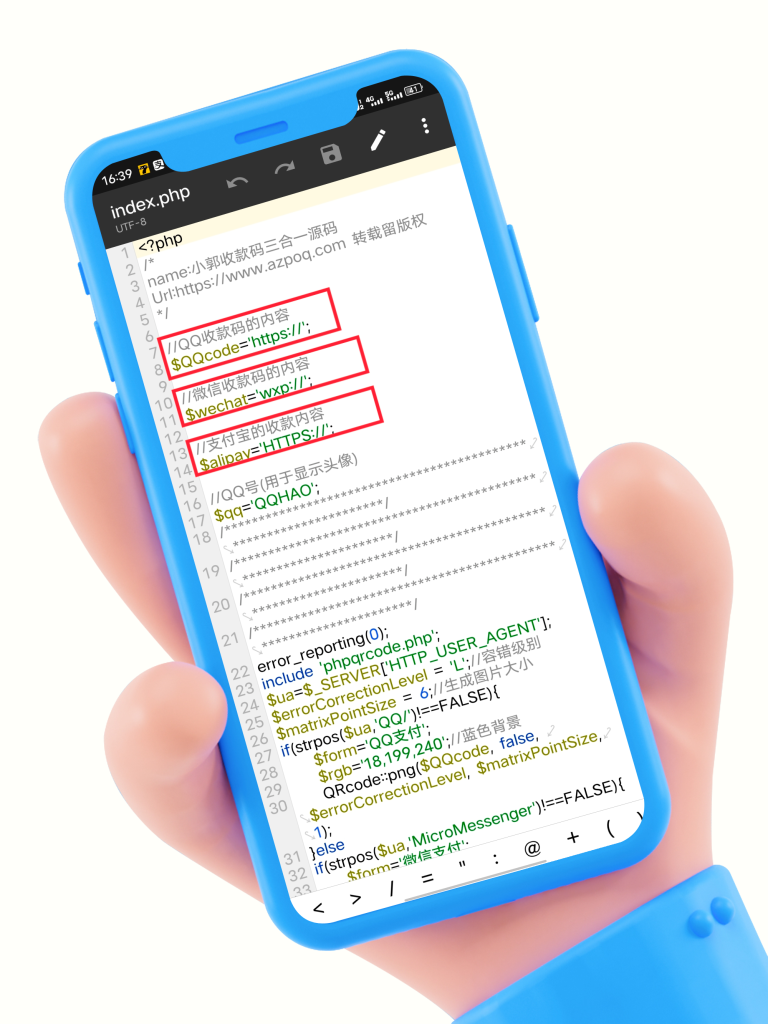 16:39
4G 5G 41
index.php
UTF-8
1 <?php
2 /*
3 name:小郭收款码三合一源码
4 Url:https://www.azpoq.com 转载留版权
5 */
6
7 //QQ收款码的内容
8 $QQcode='https://';
9
10 //微信收款码的内容
11 $wechat='wxp://';
12
13 //支付宝的收款内容
14 $alipay='HTTPS://';
15
16 //QQ号(用于显示头像)
17 $qq='QQHAO';
18 /************************************************
***********************/
19 /************************************************
***********************/
20 /************************************************
***********************/
21 /************************************************
***********************/
22 error_reporting(0);
23 include 'phpqrcode.php';
24 $ua=$_SERVER['HTTP_USER_AGENT'];
25 $errorCorrectionLevel = 'L';//容错级别
26 $matrixPointSize = 6;//生成图片大小
27 if(strpos($ua,'QQ/')!==FALSE){
28 $form='QQ支付';
29 $rgb='18,199,240';//蓝色背景
30 QRcode::png($QQcode, false,
$errorCorrectionLevel, $matrixPointSize,
1);
31 }else
32 if(strpos($ua,'MicroMessenger')!==FALSE){
33 $form='微信支付';
< > / = " : @ + (